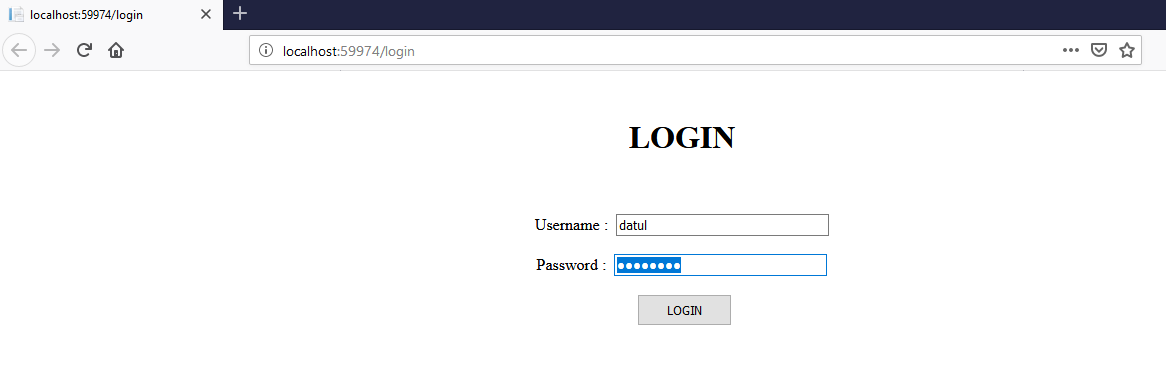 localhost:59974/login
localhost:59974/login
LOGIN
Username : datul
Password : ••••••••
LOGIN